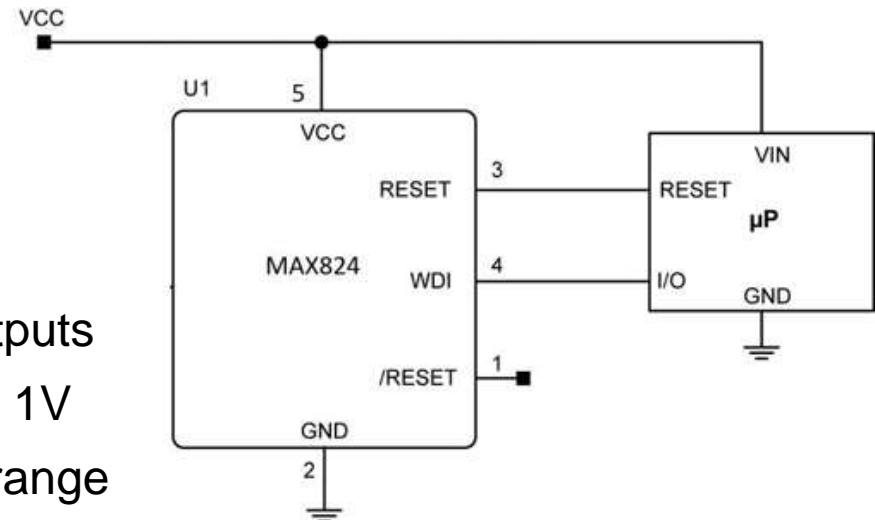 VCC
U1
5
VCC
VIN
RESET
3
RESET
µP
MAX824
WDI
4
I/O
GND
1V
/RESET
1
GND
2
range